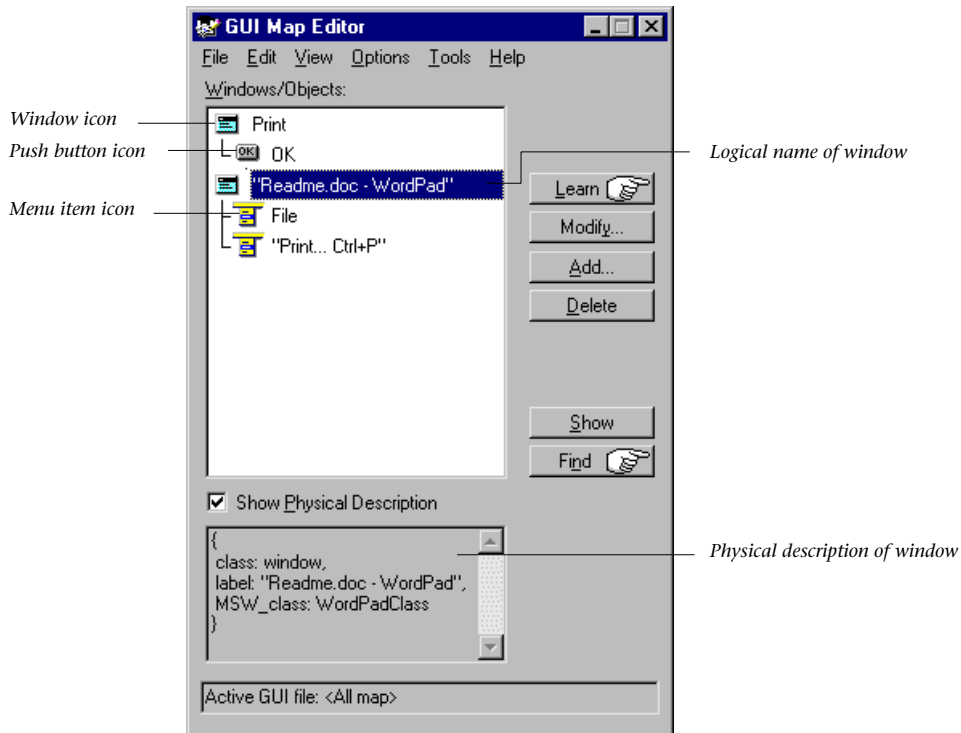 GUI Map Editor
File Edit View Options Tools Help
Windows/Objects:
Window icon
Print
Push button icon
OK
OK
Logical name of window
"Readme.doc - WordPad"
Learn
Menu item icon
File
Modify...
"Print... Ctrl+P"
Add...
Delete
Show
Find
Show Physical Description
{
class: window,
label: "Readme.doc - WordPad",
MSW_class: WordPadClass
}
Physical description of window
Active GUI file: <All map>